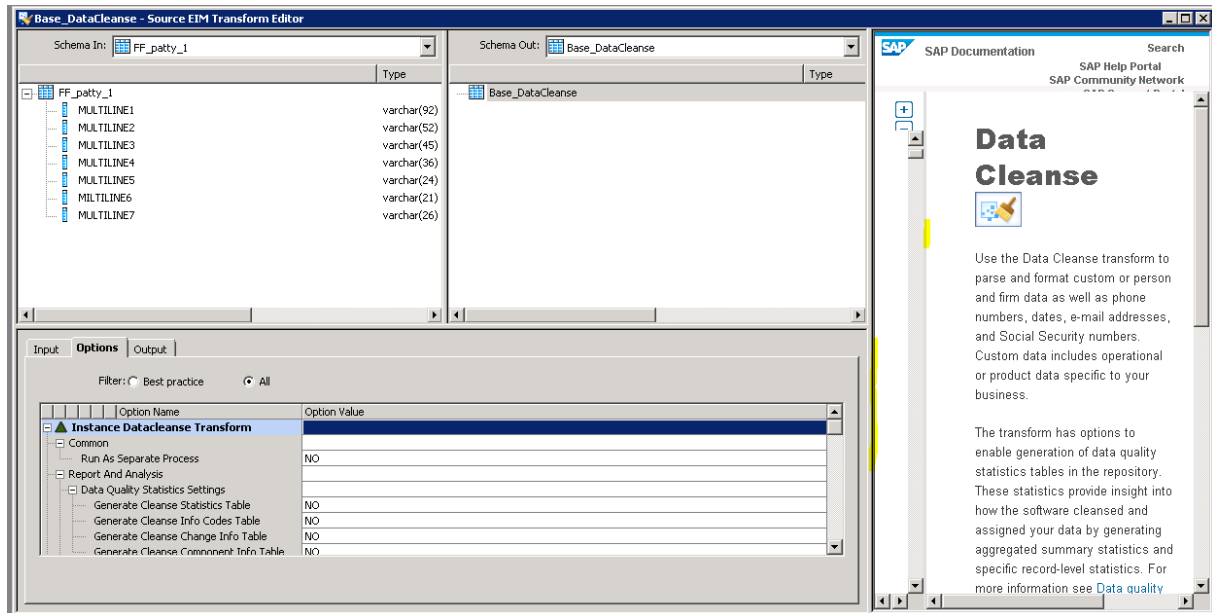 Base_DataCleanse - Source EIM Transform Editor
Schema In: FF_patty_1
Type
FF_patty_1
MULTILINE1 varchar(92)
MULTILINE2 varchar(52)
MULTILINE3 varchar(45)
MULTILINE4 varchar(36)
MULTILINE5 varchar(24)
MILTILINE6 varchar(21)
MULTILINE7 varchar(26)
Schema Out: Base_DataCleanse
Type
Base_DataCleanse
Input Options Output
Filter: Best practice All
Option Name Option Value
Instance Datacleanse Transform
Common
Run As Separate Process NO
Report And Analysis
Data Quality Statistics Settings
Generate Cleanse Statistics Table NO
Generate Cleanse Info Codes Table NO
Generate Cleanse Change Info Table NO
Generate Cleanse Component Info Table NO
SAP SAP Documentation Search
SAP Help Portal
SAP Community Network
Data
Cleanse
Use the Data Cleanse transform to
parse and format custom or person
and firm data as well as phone
numbers, dates, e-mail addresses,
and Social Security numbers.
Custom data includes operational
or product data specific to your
business.
The transform has options to
enable generation of data quality
statistics tables in the repository.
These statistics provide insight into
how the software cleansed and
assigned your data by generating
aggregated summary statistics and
specific record-level statistics. For
more information see Data quality